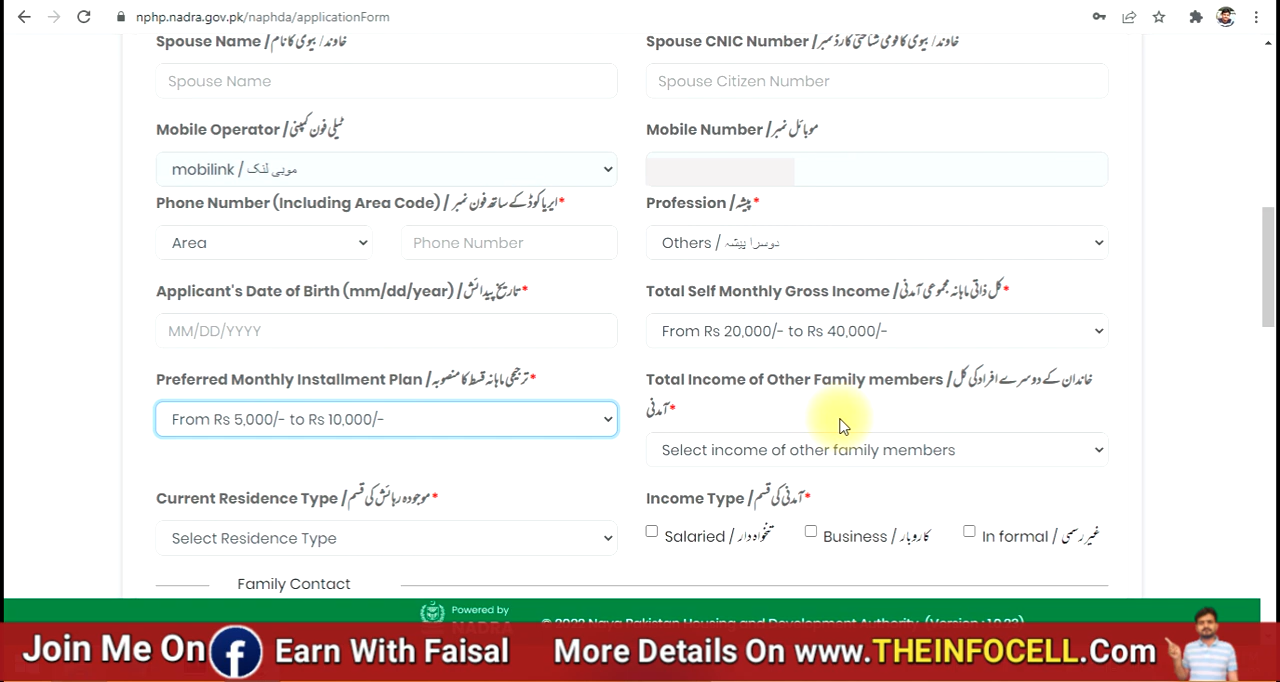 nphp.nadra.gov.pk/naphda/applicationForm
Spouse Name / خاوند / بیوی کا نام
Spouse CNIC Number / خاوند / بیوی کا قومی شناختی کارڈ نمبر
Spouse Name
Spouse Citizen Number
Mobile Operator / ٹیلی فون کمپنی
Mobile Number / موبائل نمبر
mobilink / موبی لنک
Phone Number (Including Area Code) / ایریا کوڈ کے ساتھ فون نمبر*
Profession / پیشہ*
Area
Phone Number
Others / دوسرا پیشہ
Applicant's Date of Birth (mm/dd/year) / تاریخ پیدائش*
Total Self Monthly Gross Income / کل ذاتی ماہانہ مجموعی آمدنی*
MM/DD/YYYY
From Rs 20,000/- to Rs 40,000/-
Preferred Monthly Installment Plan / ترجیحی ماہانہ قسط کا منصوبہ*
Total Income of Other Family members / خاندان کے دوسرے افراد کی کل
آمدنی*
From Rs 5,000/- to Rs 10,000/-
Select income of other family members
Current Residence Type / موجودہ رہائش کی قسم*
Income Type / آمدنی کی قسم*
Select Residence Type
Salaried / تنخواہ دار
Business / کاروبار
In formal / غیر رسمی
Family Contact
Powered by
NADRA
Naya Pakistan Housing and Development Authority
Join Me On f Earn With Faisal
More Details On www.THEINFOCELL.Com